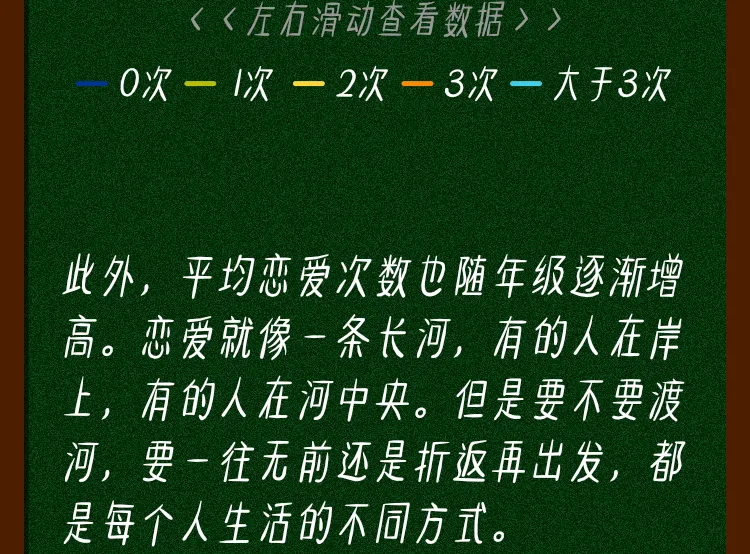 〈〈左右滑动查看数据〉〉
0次 1次 2次 3次 大于3次
此外，平均恋爱次数也随年级逐渐增
高。恋爱就像一条长河，有的人在岸
上，有的人在河中央。但是要不要渡
河，要一往无前还是折返再出发，都
是每个人生活的不同方式。